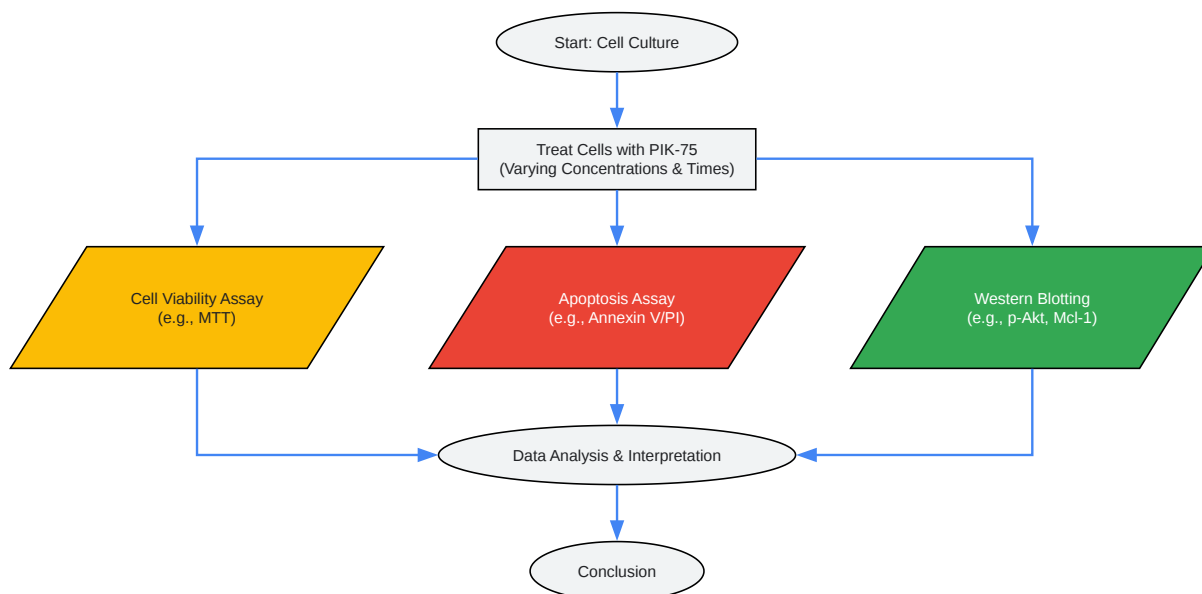 Start: Cell Culture
Treat Cells with PIK-75
(Varying Concentrations & Times)
Cell Viability Assay
(e.g., MTT)
Apoptosis Assay
(e.g., Annexin V/PI)
Western Blotting
(e.g., p-Akt, Mcl-1)
Data Analysis & Interpretation
Conclusion